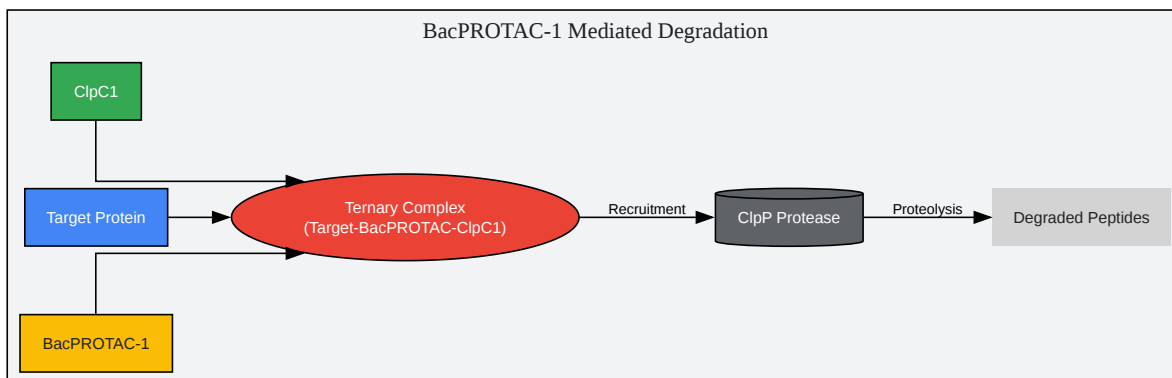 BacPROTAC-1 Mediated Degradation
ClpC1
Target Protein
Ternary Complex
(Target-BacPROTAC-ClpC1)
Recruitment
ClpP Protease
Proteolysis
Degraded Peptides
BacPROTAC-1